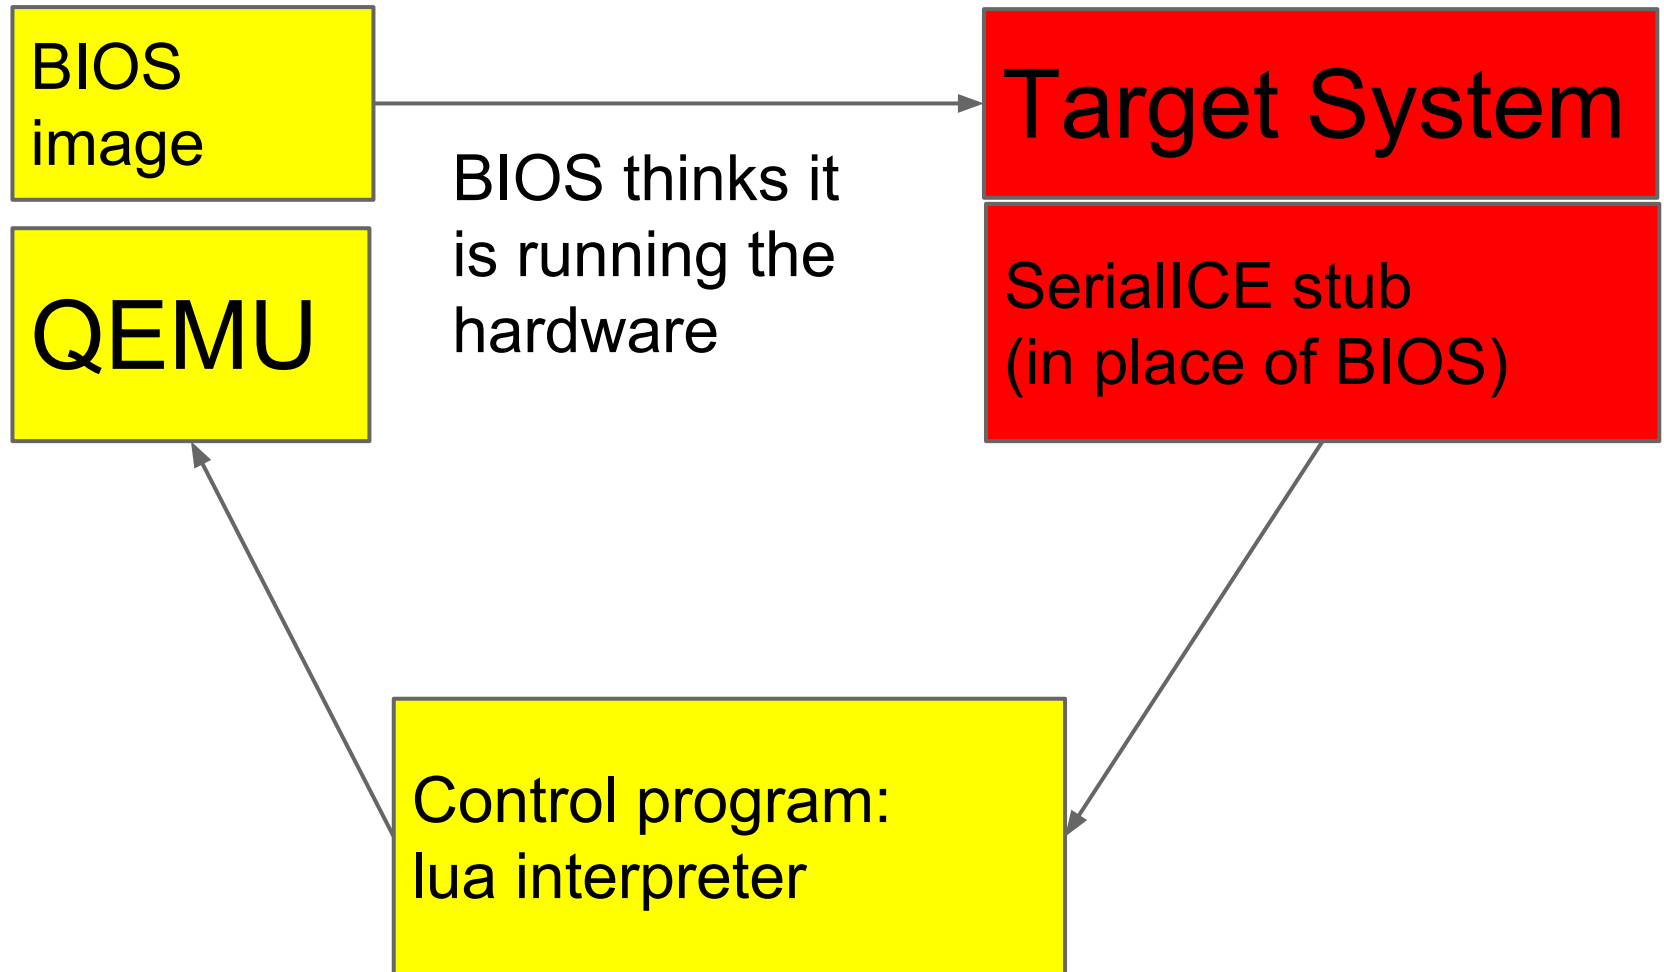 BIOS
image
Target System
BIOS thinks it
is running the
hardware
QEMU
SerialICE stub
(in place of BIOS)
Control program:
lua interpreter